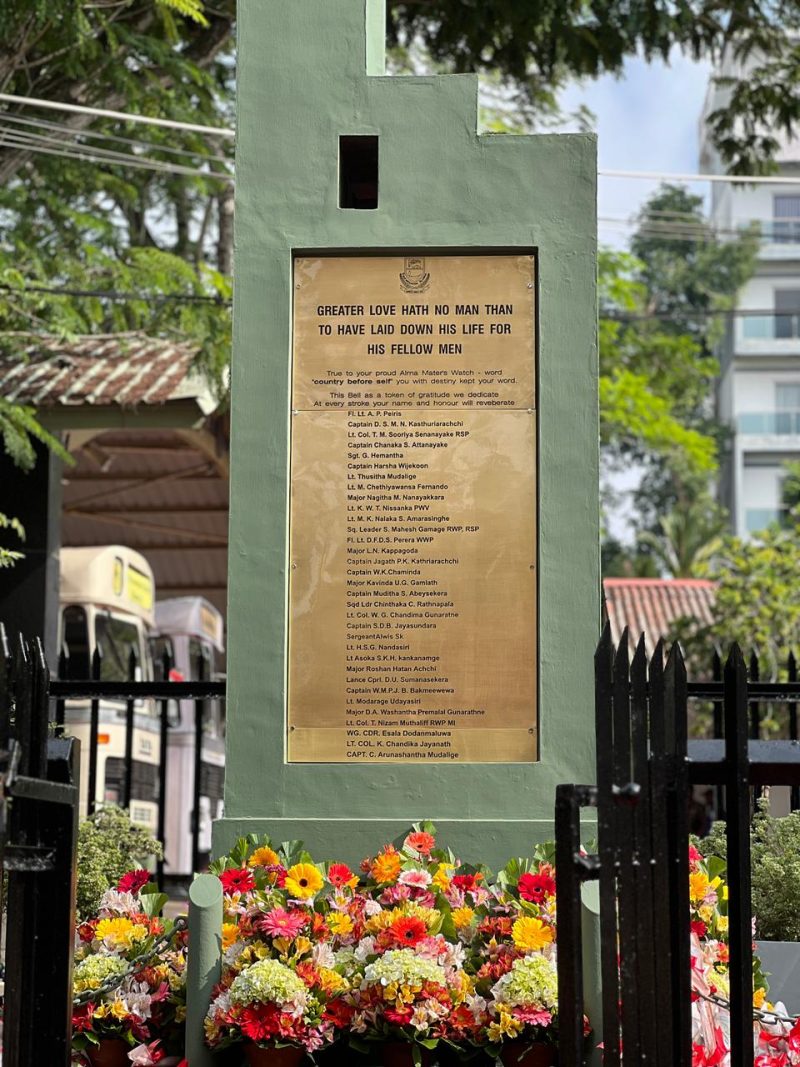 GREATER LOVE HATH NO MAN THAN
TO HAVE LAID DOWN HIS LIFE FOR
HIS FELLOW MEN
True to your proud Alma Mater's Watch - word
"country before self" you with destiny kept your word.
This Bell as a token of gratitude we dedicate
At every stroke your name and honour will reveberate
Fl. Lt. A. P. Peiris
Captain D. S. M. N. Kasthuriarachchi
Lt. Col. T. M. Sooriya Senanayake RSP
Captain Chanaka S. Attanayake
Sgt. G. Hemantha
Captain Harsha Wijekoon
Lt. Thusitha Mudalige
Lt. M. Chethiyawansa Fernando
Major Nagitha M. Nanayakkara
Lt. K. W. T. Nissanka PWV
Lt. M. K. Nalaka S. Amarasinghe
Sq. Leader S. Mahesh Gamage RWP, RSP
Fl. Lt. D.F.D.S. Perera WWP
Major L.N. Kappagoda
Captain Jagath P.K. Kathriarachchi
Captain W.K.Chaminda
Major Kavinda U.G. Gamlath
Captain Muditha S. Abeysekera
Sqd Ldr Chinthaka C. Rathnapala
Lt. Col. W. G. Chandima Gunaratne
Captain S.D.B. Jayasundara
SergeantAlwis Sk
Lt. H.S.G. Nandasiri
Lt Asoka S.K.H. kankanamge
Major Roshan Hatan Achchi
Lance Cprl. D.U. Sumanasekera
Captain W.M.P.J. B. Bakmeewewa
Lt. Modarage Udayasiri
Major D.A. Washantha Premalal Gunarathne
Lt. Col. T. Nizam Muthaliff RWP MI
WG. CDR. Esala Dodanmaluwa
LT. COL. K. Chandika Jayanath
CAPT. C. Arunashantha Mudalige